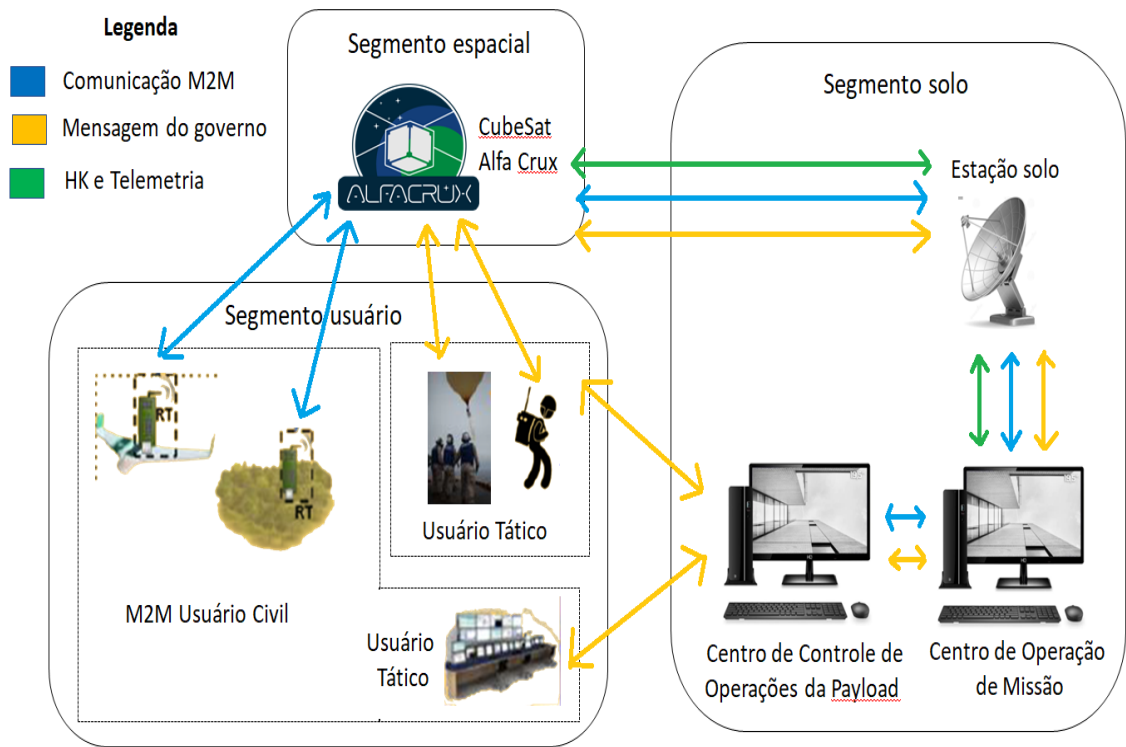 Legenda
Comunicação M2M
Mensagem do governo
HK e Telemetria
Segmento espacial
CubeSat
Alfa Crux
ALFACRUX
Segmento solo
Estação solo
Segmento usuário
RT
RT
Usuário Tático
M2M Usuário Civil
Usuário
Tático
Centro de Controle de
Operações da Payload
Centro de Operação
de Missão